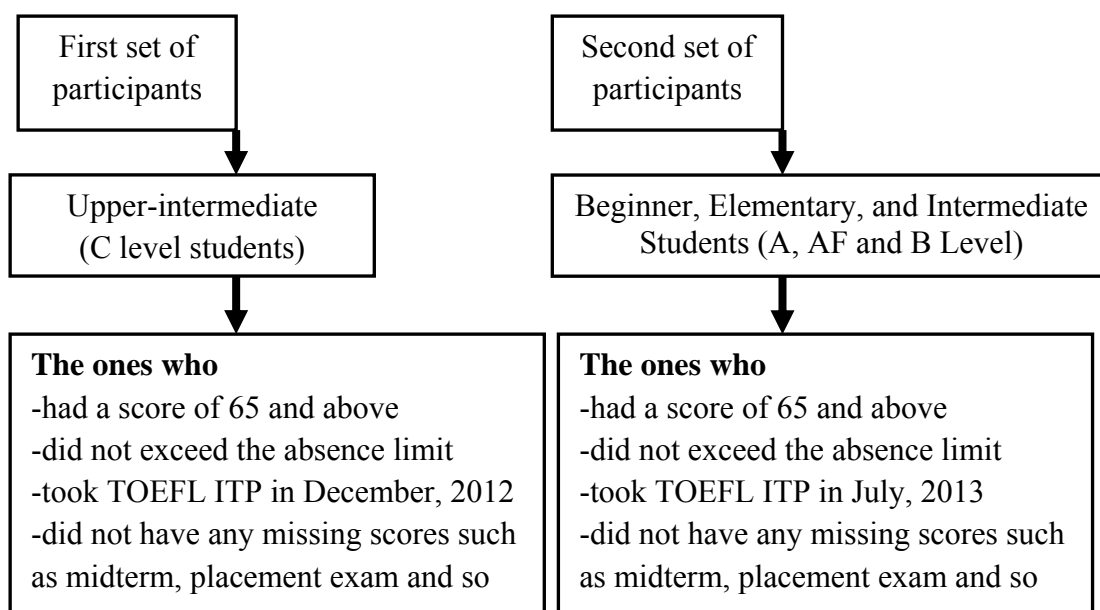 First set of
participants
Second set of
participants
Upper-intermediate
(C level students)
Beginner, Elementary, and Intermediate
Students (A, AF and B Level)
The ones who
-had a score of 65 and above
-did not exceed the absence limit
-took TOEFL ITP in December, 2012
-did not have any missing scores such
as midterm, placement exam and so
The ones who
-had a score of 65 and above
-did not exceed the absence limit
-took TOEFL ITP in July, 2013
-did not have any missing scores such
as midterm, placement exam and so